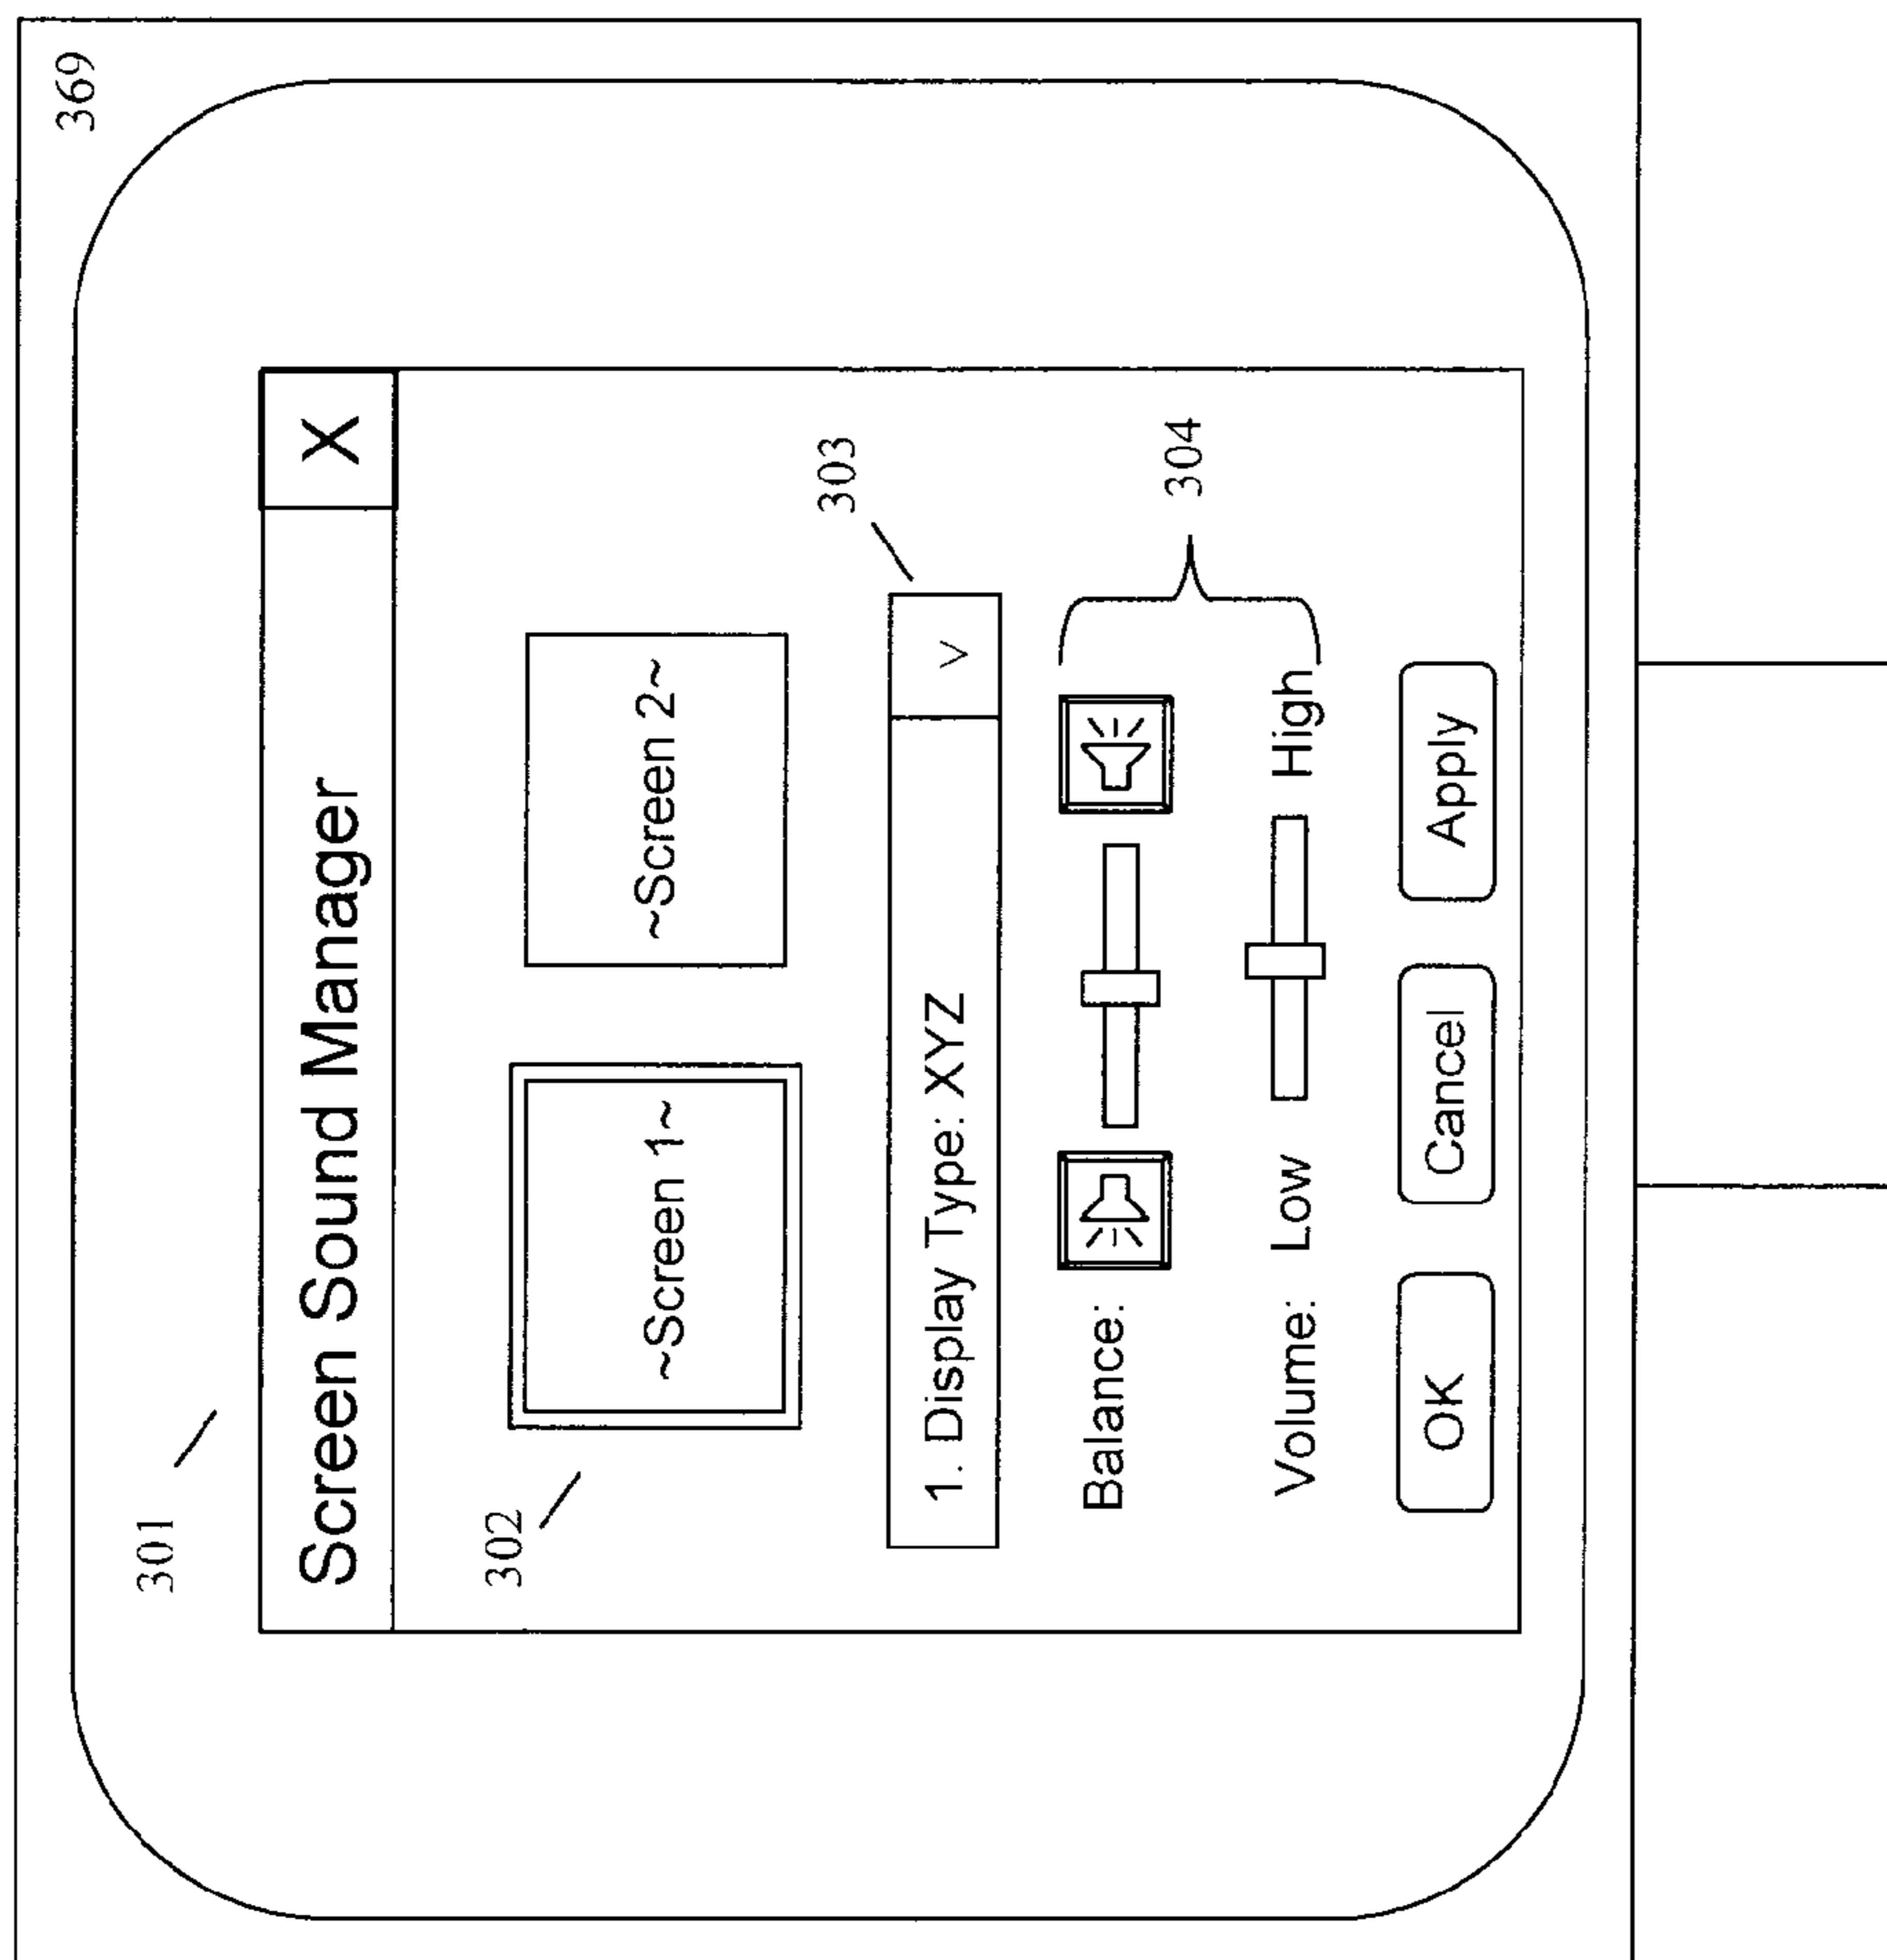 369
301
Screen Sound Manager X
302
~Screen 1~ ~Screen 2~
303
1. Display Type: XYZ V
Balance:
304
Volume: Low High
OK Cancel Apply